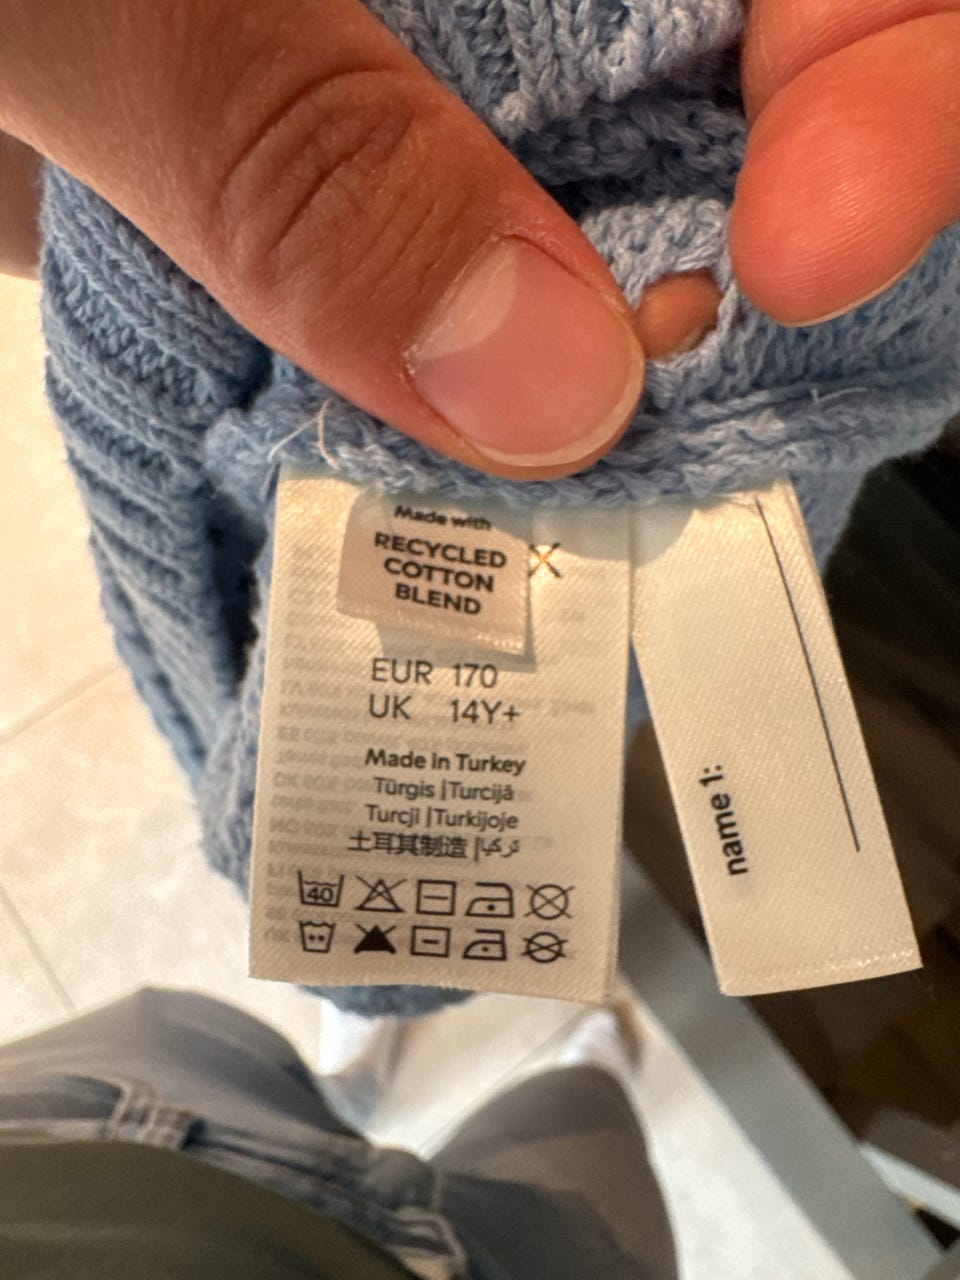 Made with
RECYCLED
COTTON
BLEND
EUR 170
UK 14Y+
Made in Turkey
Türgis |Turcijā
Turcji |Turkijoje
土耳其制造 |تركيا
40
name 1: